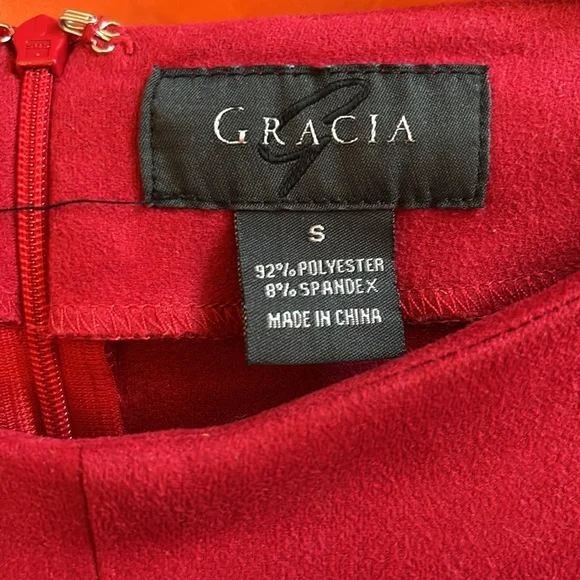 GRACIA
S
92% POLYESTER
8% SPANDEX
MADE IN CHINA